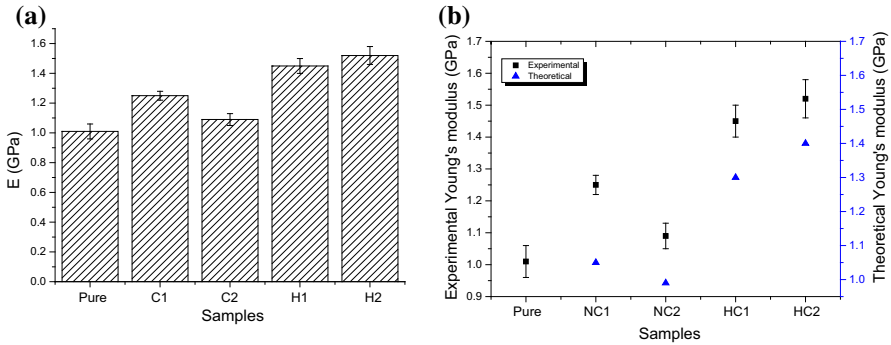 (a)
E (GPa)
1.6
1.4
1.2
1.0
0.8
0.6
0.4
0.2
0.0
Pure C1 C2 H1 H2
Samples
(b)
Experimental Young's modulus (GPa)
1.7
1.6
1.5
1.4
1.3
1.2
1.1
1.0
0.9
Experimental
Theoretical
Pure NC1 NC2 HC1 HC2
Samples
1.7
1.6
1.5
1.4
1.3
1.2
1.1
1.0
Theoretical Young's modulus (GPa)